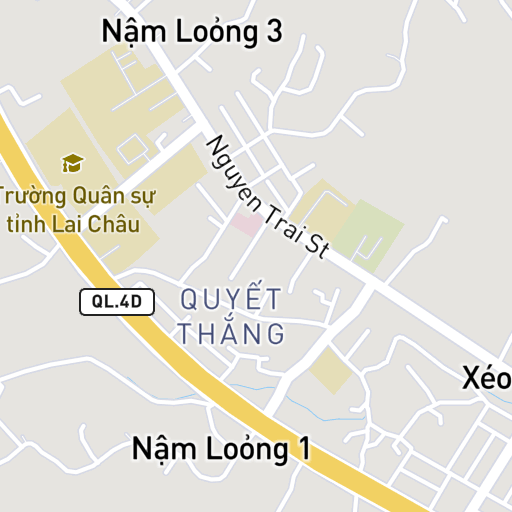 Nậm Loỏng 3
Nguyen Trai St
Trường Quân sự
tỉnh Lai Châu
QL.4D
QUYẾT
THẮNG
Xéo
Nậm Loỏng 1